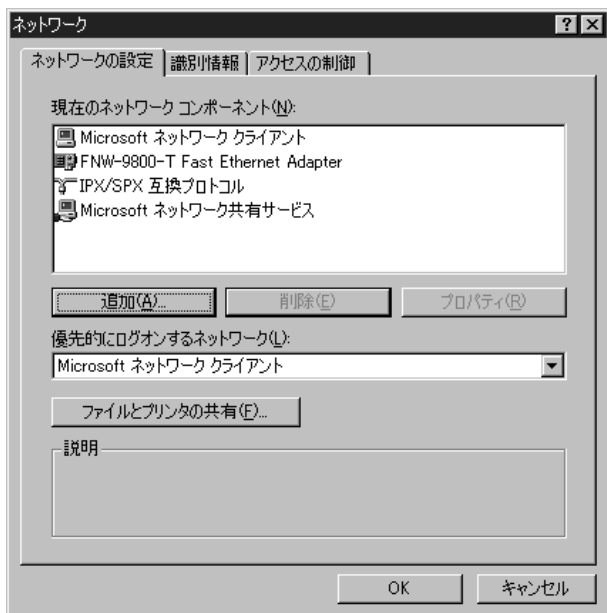 ネットワーク
ネットワークの設定 識別情報 アクセスの制御
現在のネットワーク コンポーネント(N):
Microsoft ネットワーク クライアント
FNW-9800-T Fast Ethernet Adapter
IPX/SPX 互換プロトコル
Microsoft ネットワーク共有サービス
追加(A)... 削除(E) プロパティ(R)
優先的にログオンするネットワーク(L):
Microsoft ネットワーク クライアント
ファイルとプリンタの共有(F)...
説明
OK キャンセル